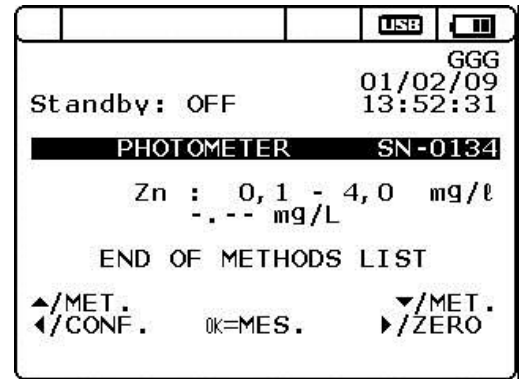 USB
GGG
01/02/09
Standby: OFF 13:52:31
PHOTOMETER SN-0134
Zn : 0,1 - 4,0 mg/ℓ
-.-- mg/L
END OF METHODS LIST
▲/MET. ▼/MET.
◀/CONF. OK=MES. ▶/ZERO